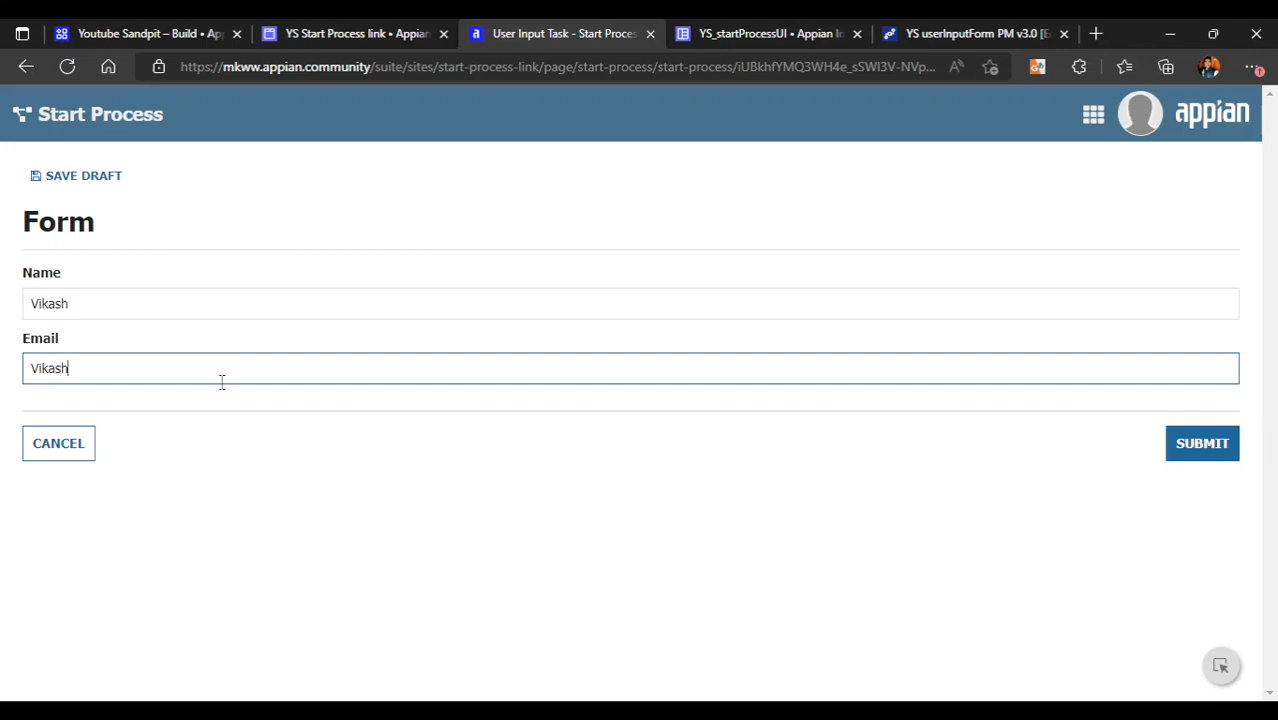 Youtube Sandpit – Build • Ap
YS Start Process link • Appian
User Input Task - Start Proces
YS_startProcessUI • Appian In
YS userInputForm PM v3.0 [E
https://mkww.appian.community/suite/sites/start-process-link/page/start-process/start-process/iUBkhfYMQ3WH4e_sSWI3V-NVp...
Start Process
appian
SAVE DRAFT
Form
Name
Vikash
Email
Vikash
CANCEL
SUBMIT